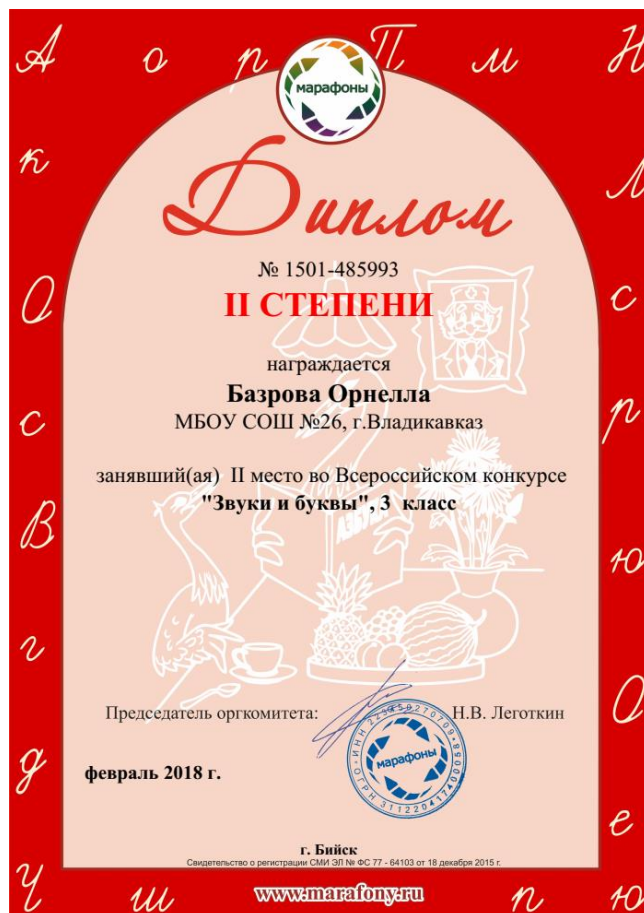 А о р П м Н
марафоны
к Л
Диплом
№ 1501-485993
II СТЕПЕНИ
О с
награждается
Базрова Орнелла
МБОУ СОШ №26, г.Владикавказ
с р
занявший(ая) II место во Всероссийском конкурсе
"Звуки и буквы", 3 класс
В ю
г О
Председатель оргкомитета: Н.В. Леготкин
марафоны
д е
февраль 2018 г.
г. Бийск
Свидетельство о регистрации СМИ ЭЛ № ФС 77 - 64103 от 18 декабря 2015 г.
Ч ш www.marafony.ru п ю